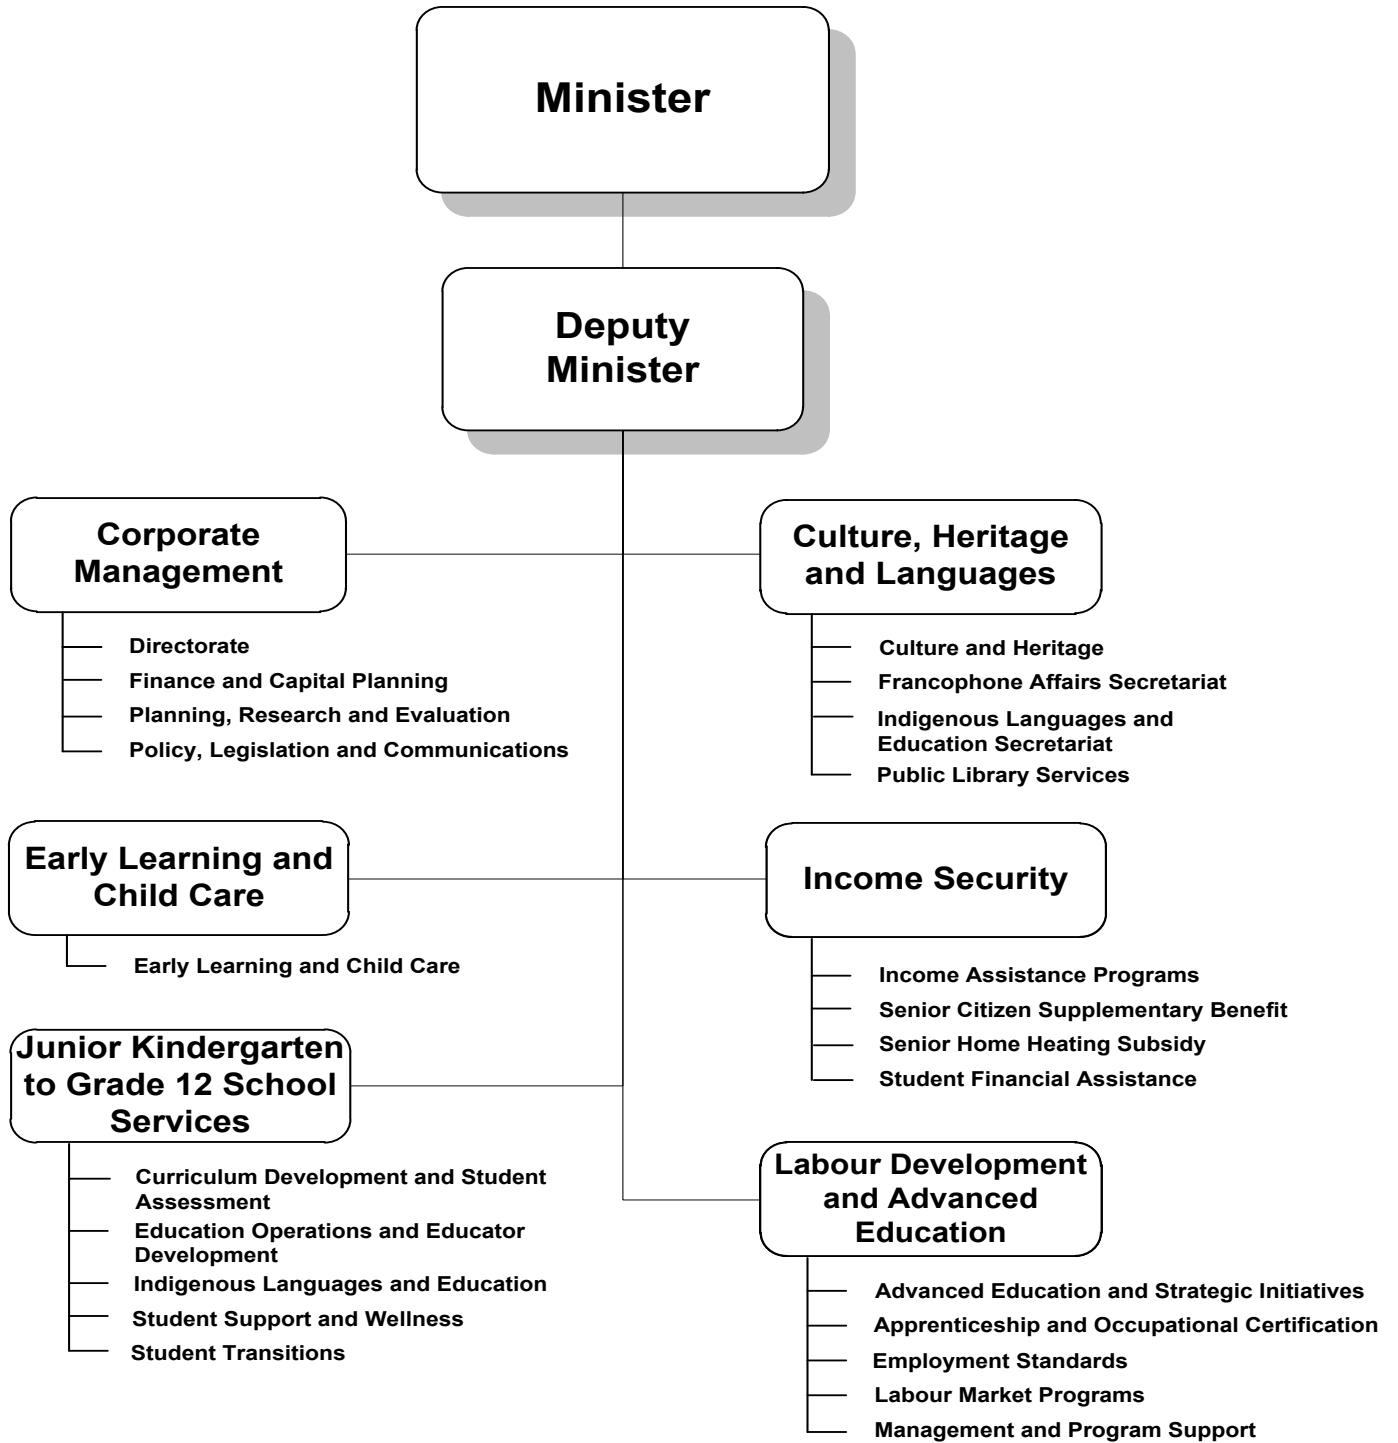 Minister
Deputy
Minister
Corporate
Management
Directorate
Finance and Capital Planning
Planning, Research and Evaluation
Policy, Legislation and Communications
Culture, Heritage
and Languages
Culture and Heritage
Francophone Affairs Secretariat
Indigenous Languages and
Education Secretariat
Public Library Services
Early Learning and
Child Care
Early Learning and Child Care
Income Security
Income Assistance Programs
Senior Citizen Supplementary Benefit
Senior Home Heating Subsidy
Student Financial Assistance
Junior Kindergarten
to Grade 12 School
Services
Curriculum Development and Student
Assessment
Education Operations and Educator
Development
Indigenous Languages and Education
Student Support and Wellness
Student Transitions
Labour Development
and Advanced
Education
Advanced Education and Strategic Initiatives
Apprenticeship and Occupational Certification
Employment Standards
Labour Market Programs
Management and Program Support